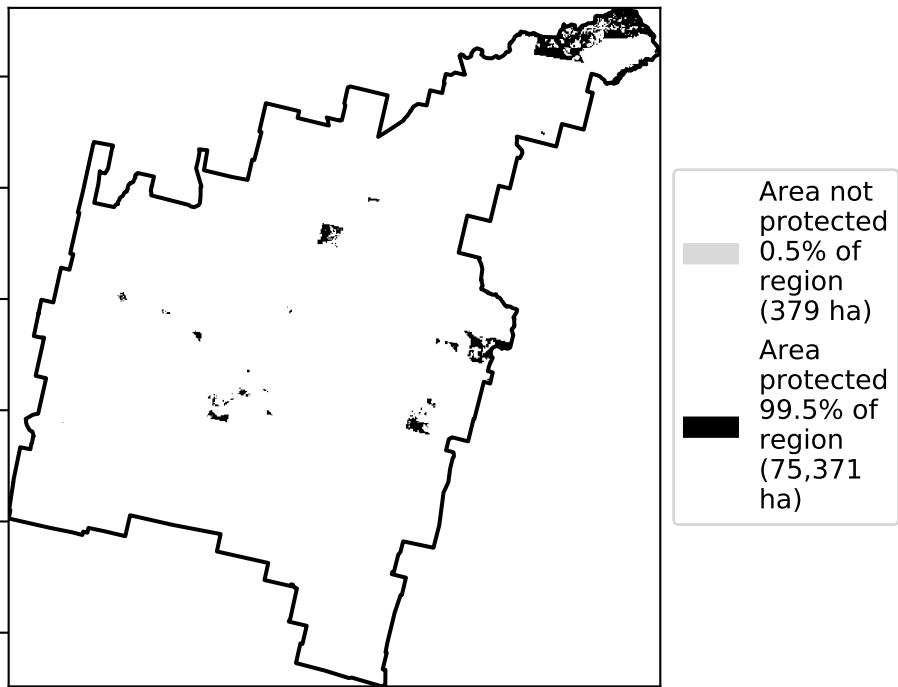 Area not
protected
0.5% of
region
(379 ha)
Area
protected
99.5% of
region
(75,371
ha)